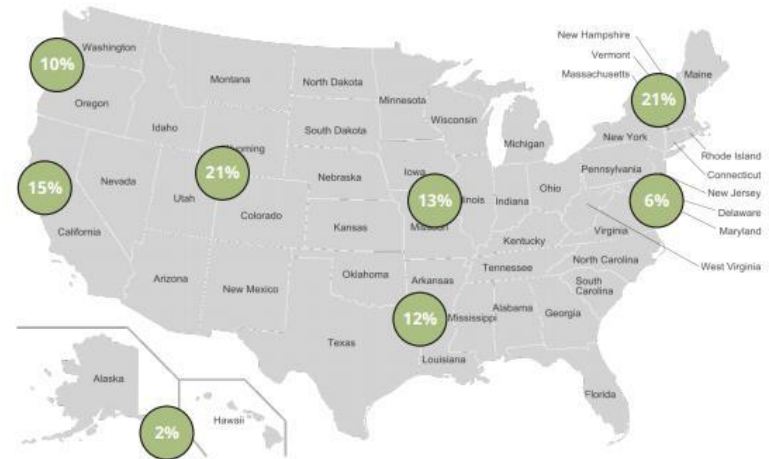 New Hampshire
Vermont
Massachusetts
Maine
Washington
10%
Montana
North Dakota
Minnesota
21%
Oregon
Idaho
South Dakota
Wisconsin
Michigan
New York
Rhode Island
Connecticut
Wyoming
15%
Nevada
Utah
21%
Nebraska
Iowa
13%
Illinois
Indiana
Ohio
Pennsylvania
New Jersey
6%
Delaware
Maryland
California
Colorado
Kansas
Missouri
Kentucky
Virginia
West Virginia
Arizona
New Mexico
Oklahoma
Arkansas
Tennessee
North Carolina
South
Carolina
Texas
12%
Mississippi
Alabama
Georgia
Louisiana
Florida
Alaska
2%
Hawaii